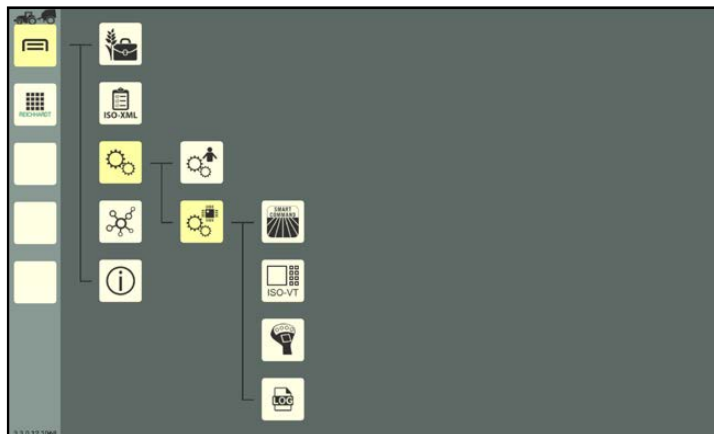 REICHHARDT
ISO-XML
SMART
COMMAND
ISO-VT
LOG